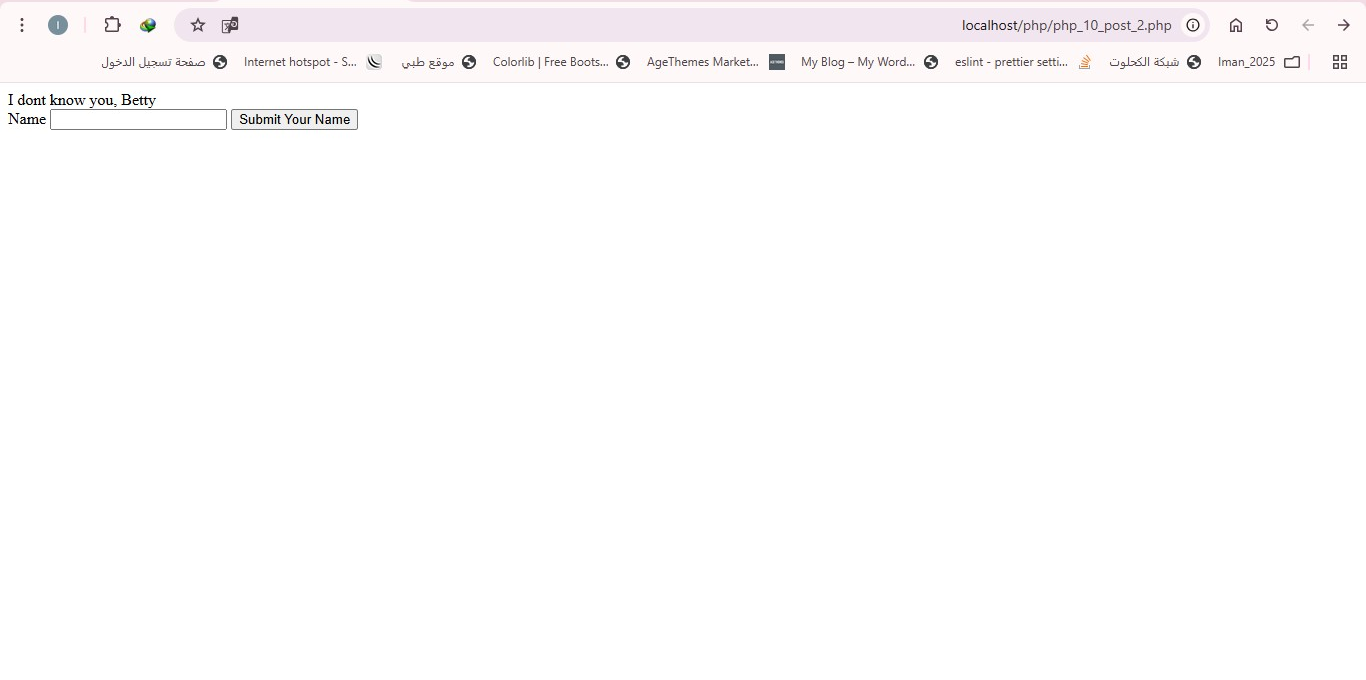 I
localhost/php/php_10_post_2.php
صفحة تسجيل الدخول
Internet hotspot - S...
موقع طبي
Colorlib | Free Boots...
AgeThemes Market...
My Blog – My Word...
eslint - prettier setti...
شبكة الكحلوت
Iman_2025
I dont know you, Betty
Name Submit Your Name